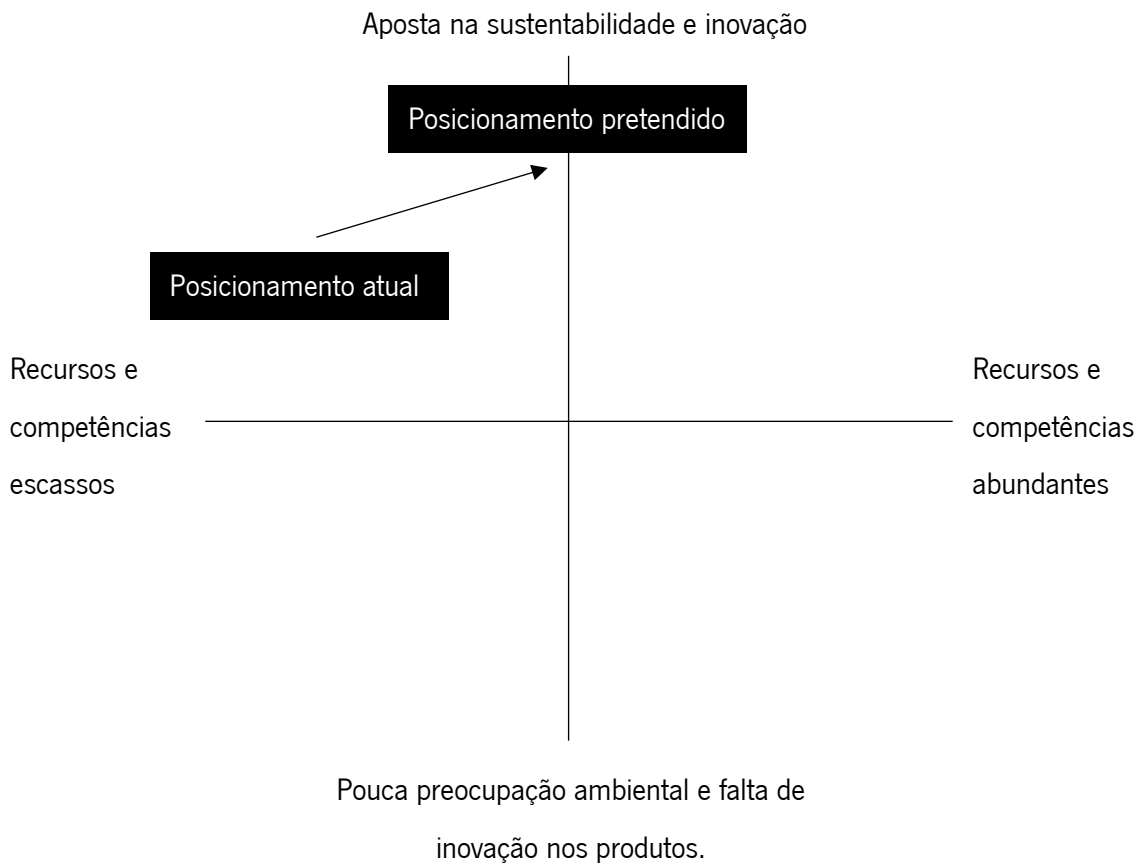 Aposta na sustentabilidade e inovação
Posicionamento pretendido
Posicionamento atual
Recursos e
competências
escassos
Recursos e
competências
abundantes
Pouca preocupação ambiental e falta de
inovação nos produtos.